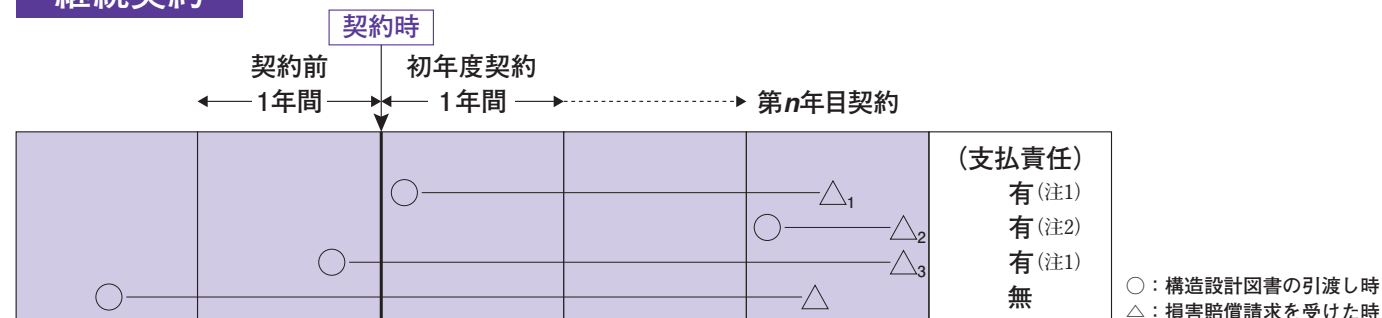 継続契約
契約時
契約前 初年度契約
1年間 1年間 第n年目契約
(支払責任)
有(注1)
1
有(注2)
2
有(注1)
3
無
○：構造設計図書の引渡し時
△：損害賠償請求を受けた時